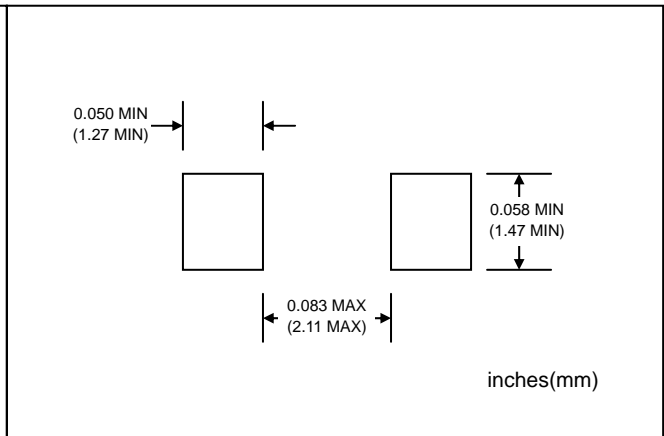 0.050 MIN
(1.27 MIN)
0.058 MIN
(1.47 MIN)
0.083 MAX
(2.11 MAX)
inches(mm)